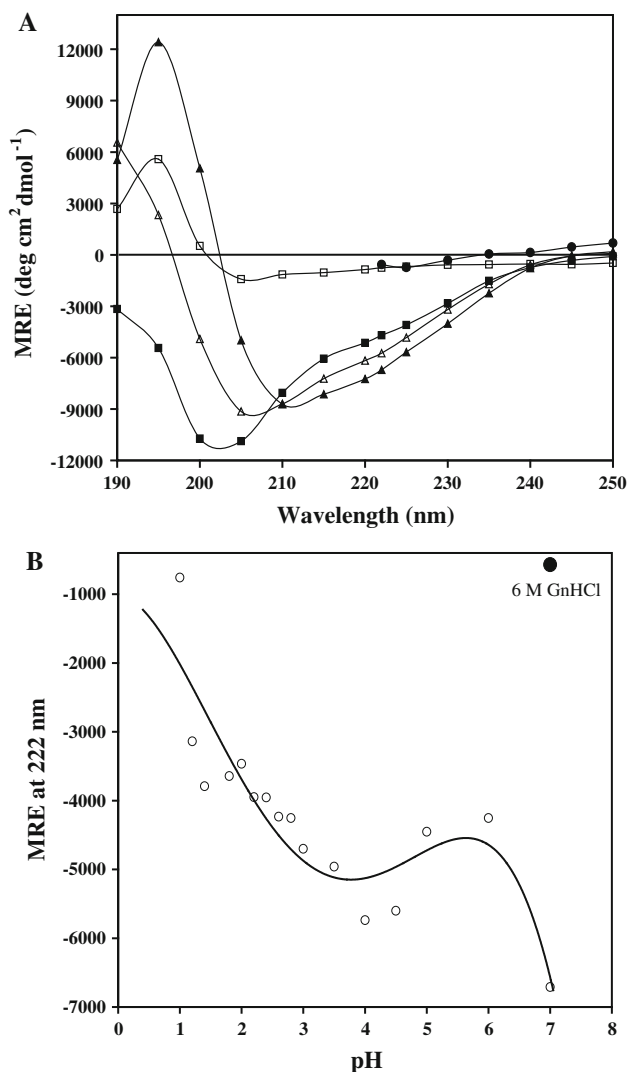 A
12000
9000
6000
3000
0
-3000
-6000
-9000
-12000
MRE (deg cm² dmol⁻¹)
190 200 210 220 230 240 250
Wavelength (nm)
B
6 M GnHCl
-1000
-2000
-3000
-4000
-5000
-6000
-7000
MRE at 222 nm
0 1 2 3 4 5 6 7 8
pH